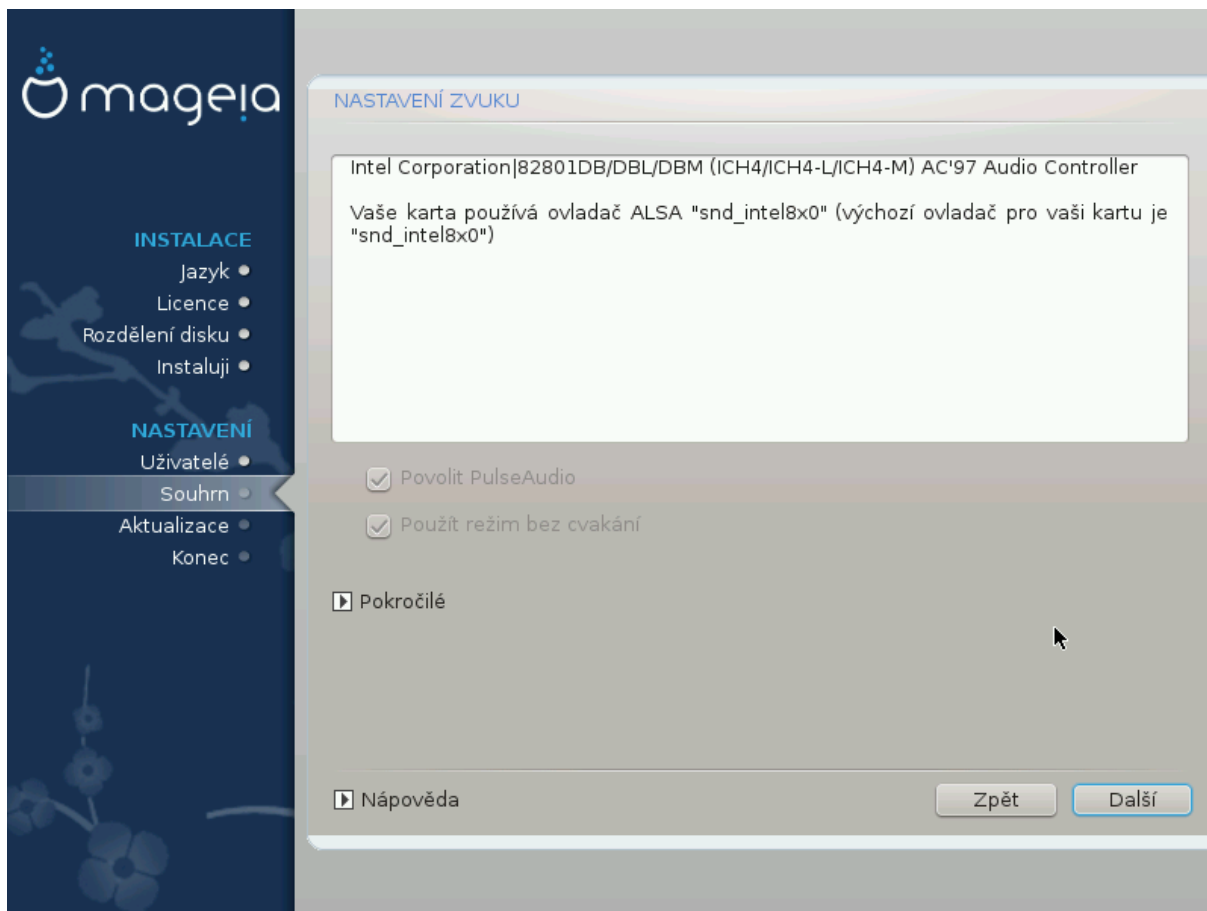 mageia
INSTALACE
Jazyk
Licence
Rozdělení disku
Instaluji
NASTAVENÍ
Uživatelé
Souhrn
Aktualizace
Konec
NASTAVENÍ ZVUKU
Intel Corporation|82801DB/DBL/DBM (ICH4/ICH4-L/ICH4-M) AC'97 Audio Controller
Vaše karta používá ovladač ALSA "snd_intel8x0" (výchozí ovladač pro vaši kartu je
"snd_intel8x0")
Povolit PulseAudio
Použít režim bez cvakání
Pokročilé
Nápověda
Zpět
Další